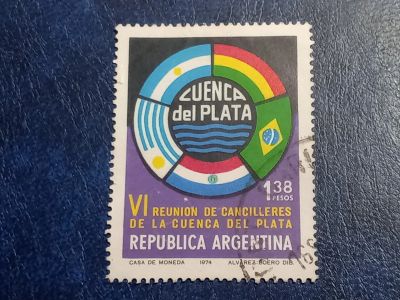 CUENCA
del PLATA
1.38
PESOS
VI REUNION DE CANCILLERES
DE LA CUENCA DEL PLATA
REPUBLICA ARGENTINA
CASA DE MONEDA 1974 ALVAREZ BOERO DIB.